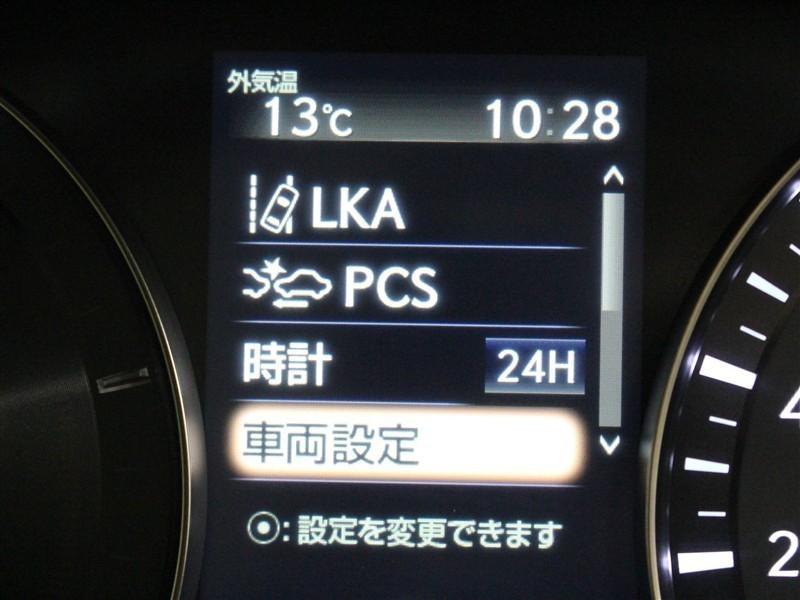 外気温
13℃ 10:28
LKA
PCS
時計 24H
車両設定
⦿: 設定を変更できます
2